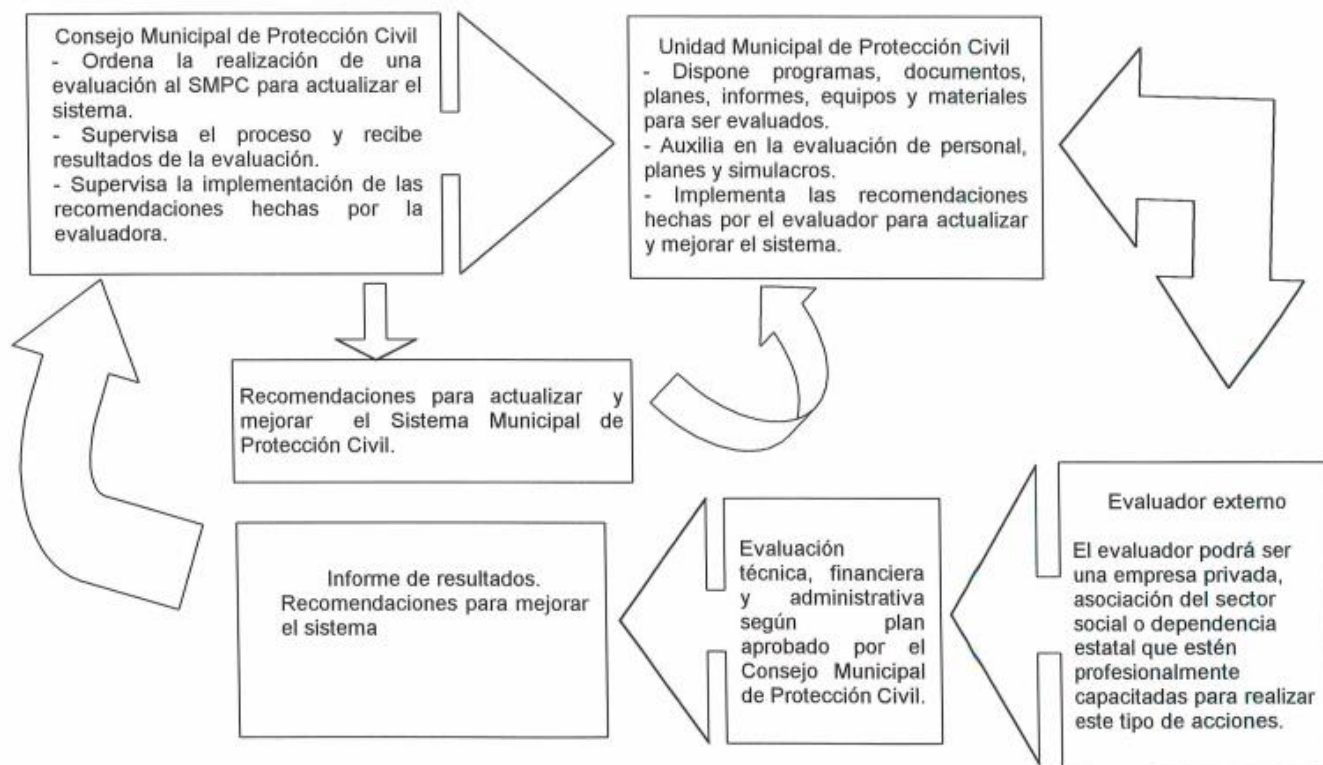 Consejo Municipal de Protección Civil
- Ordena la realización de una
evaluación al SMPC para actualizar el
sistema.
- Supervisa el proceso y recibe
resultados de la evaluación.
- Supervisa la implementación de las
recomendaciones hechas por la
evaluadora.
Unidad Municipal de Protección Civil
- Dispone programas, documentos,
planes, informes, equipos y materiales
para ser evaluados.
- Auxilia en la evaluación de personal,
planes y simulacros.
- Implementa las recomendaciones
hechas por el evaluador para actualizar
y mejorar el sistema.
Recomendaciones para actualizar y
mejorar el Sistema Municipal de
Protección Civil.
Informe de resultados.
Recomendaciones para mejorar
el sistema
Evaluación
técnica, financiera
y administrativa
según plan
aprobado por el
Consejo Municipal
de Protección Civil.
Evaluador externo
El evaluador podrá ser
una empresa privada,
asociación del sector
social o dependencia
estatal que estén
profesionalmente
capacitadas para realizar
este tipo de acciones.